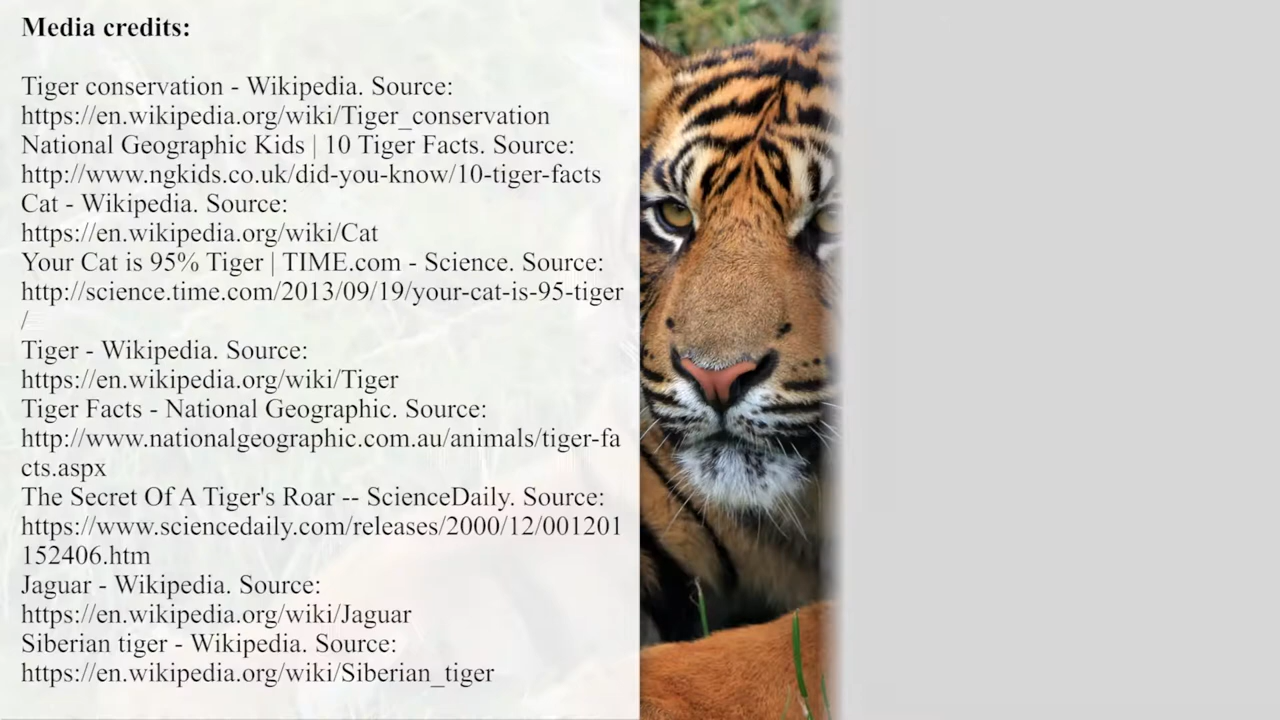 Media credits:
Tiger conservation - Wikipedia. Source:
https://en.wikipedia.org/wiki/Tiger_conservation
National Geographic Kids | 10 Tiger Facts. Source:
http://www.ngkids.co.uk/did-you-know/10-tiger-facts
Cat - Wikipedia. Source:
https://en.wikipedia.org/wiki/Cat
Your Cat is 95% Tiger | TIME.com - Science. Source:
http://science.time.com/2013/09/19/your-cat-is-95-tiger
/
Tiger - Wikipedia. Source:
https://en.wikipedia.org/wiki/Tiger
Tiger Facts - National Geographic. Source:
http://www.nationalgeographic.com.au/animals/tiger-fa
cts.aspx
The Secret Of A Tiger's Roar -- ScienceDaily. Source:
https://www.sciencedaily.com/releases/2000/12/001201
152406.htm
Jaguar - Wikipedia. Source:
https://en.wikipedia.org/wiki/Jaguar
Siberian tiger - Wikipedia. Source:
https://en.wikipedia.org/wiki/Siberian_tiger